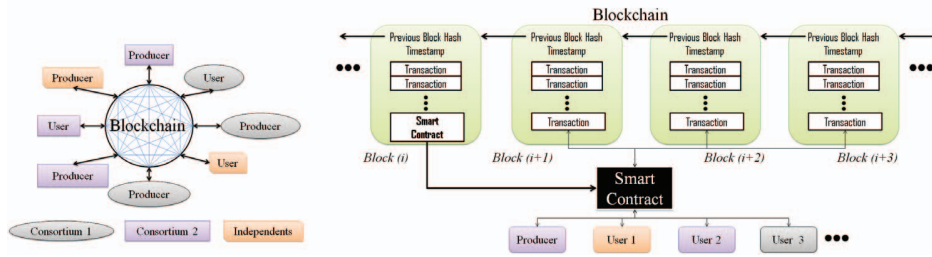 Producer
Producer
User
User
Blockchain
Producer
Producer
User
Producer
Consortium 1
Consortium 2
Independents
Blockchain
Previous Block Hash
Timestamp
Transaction
Transaction
Smart
Contract
Block (i)
Previous Block Hash
Timestamp
Transaction
Transaction
Transaction
Block (i+1)
Previous Block Hash
Timestamp
Transaction
Transaction
Transaction
Block (i+2)
Previous Block Hash
Timestamp
Transaction
Transaction
Transaction
Block (i+3)
Smart
Contract
Producer
User 1
User 2
User 3